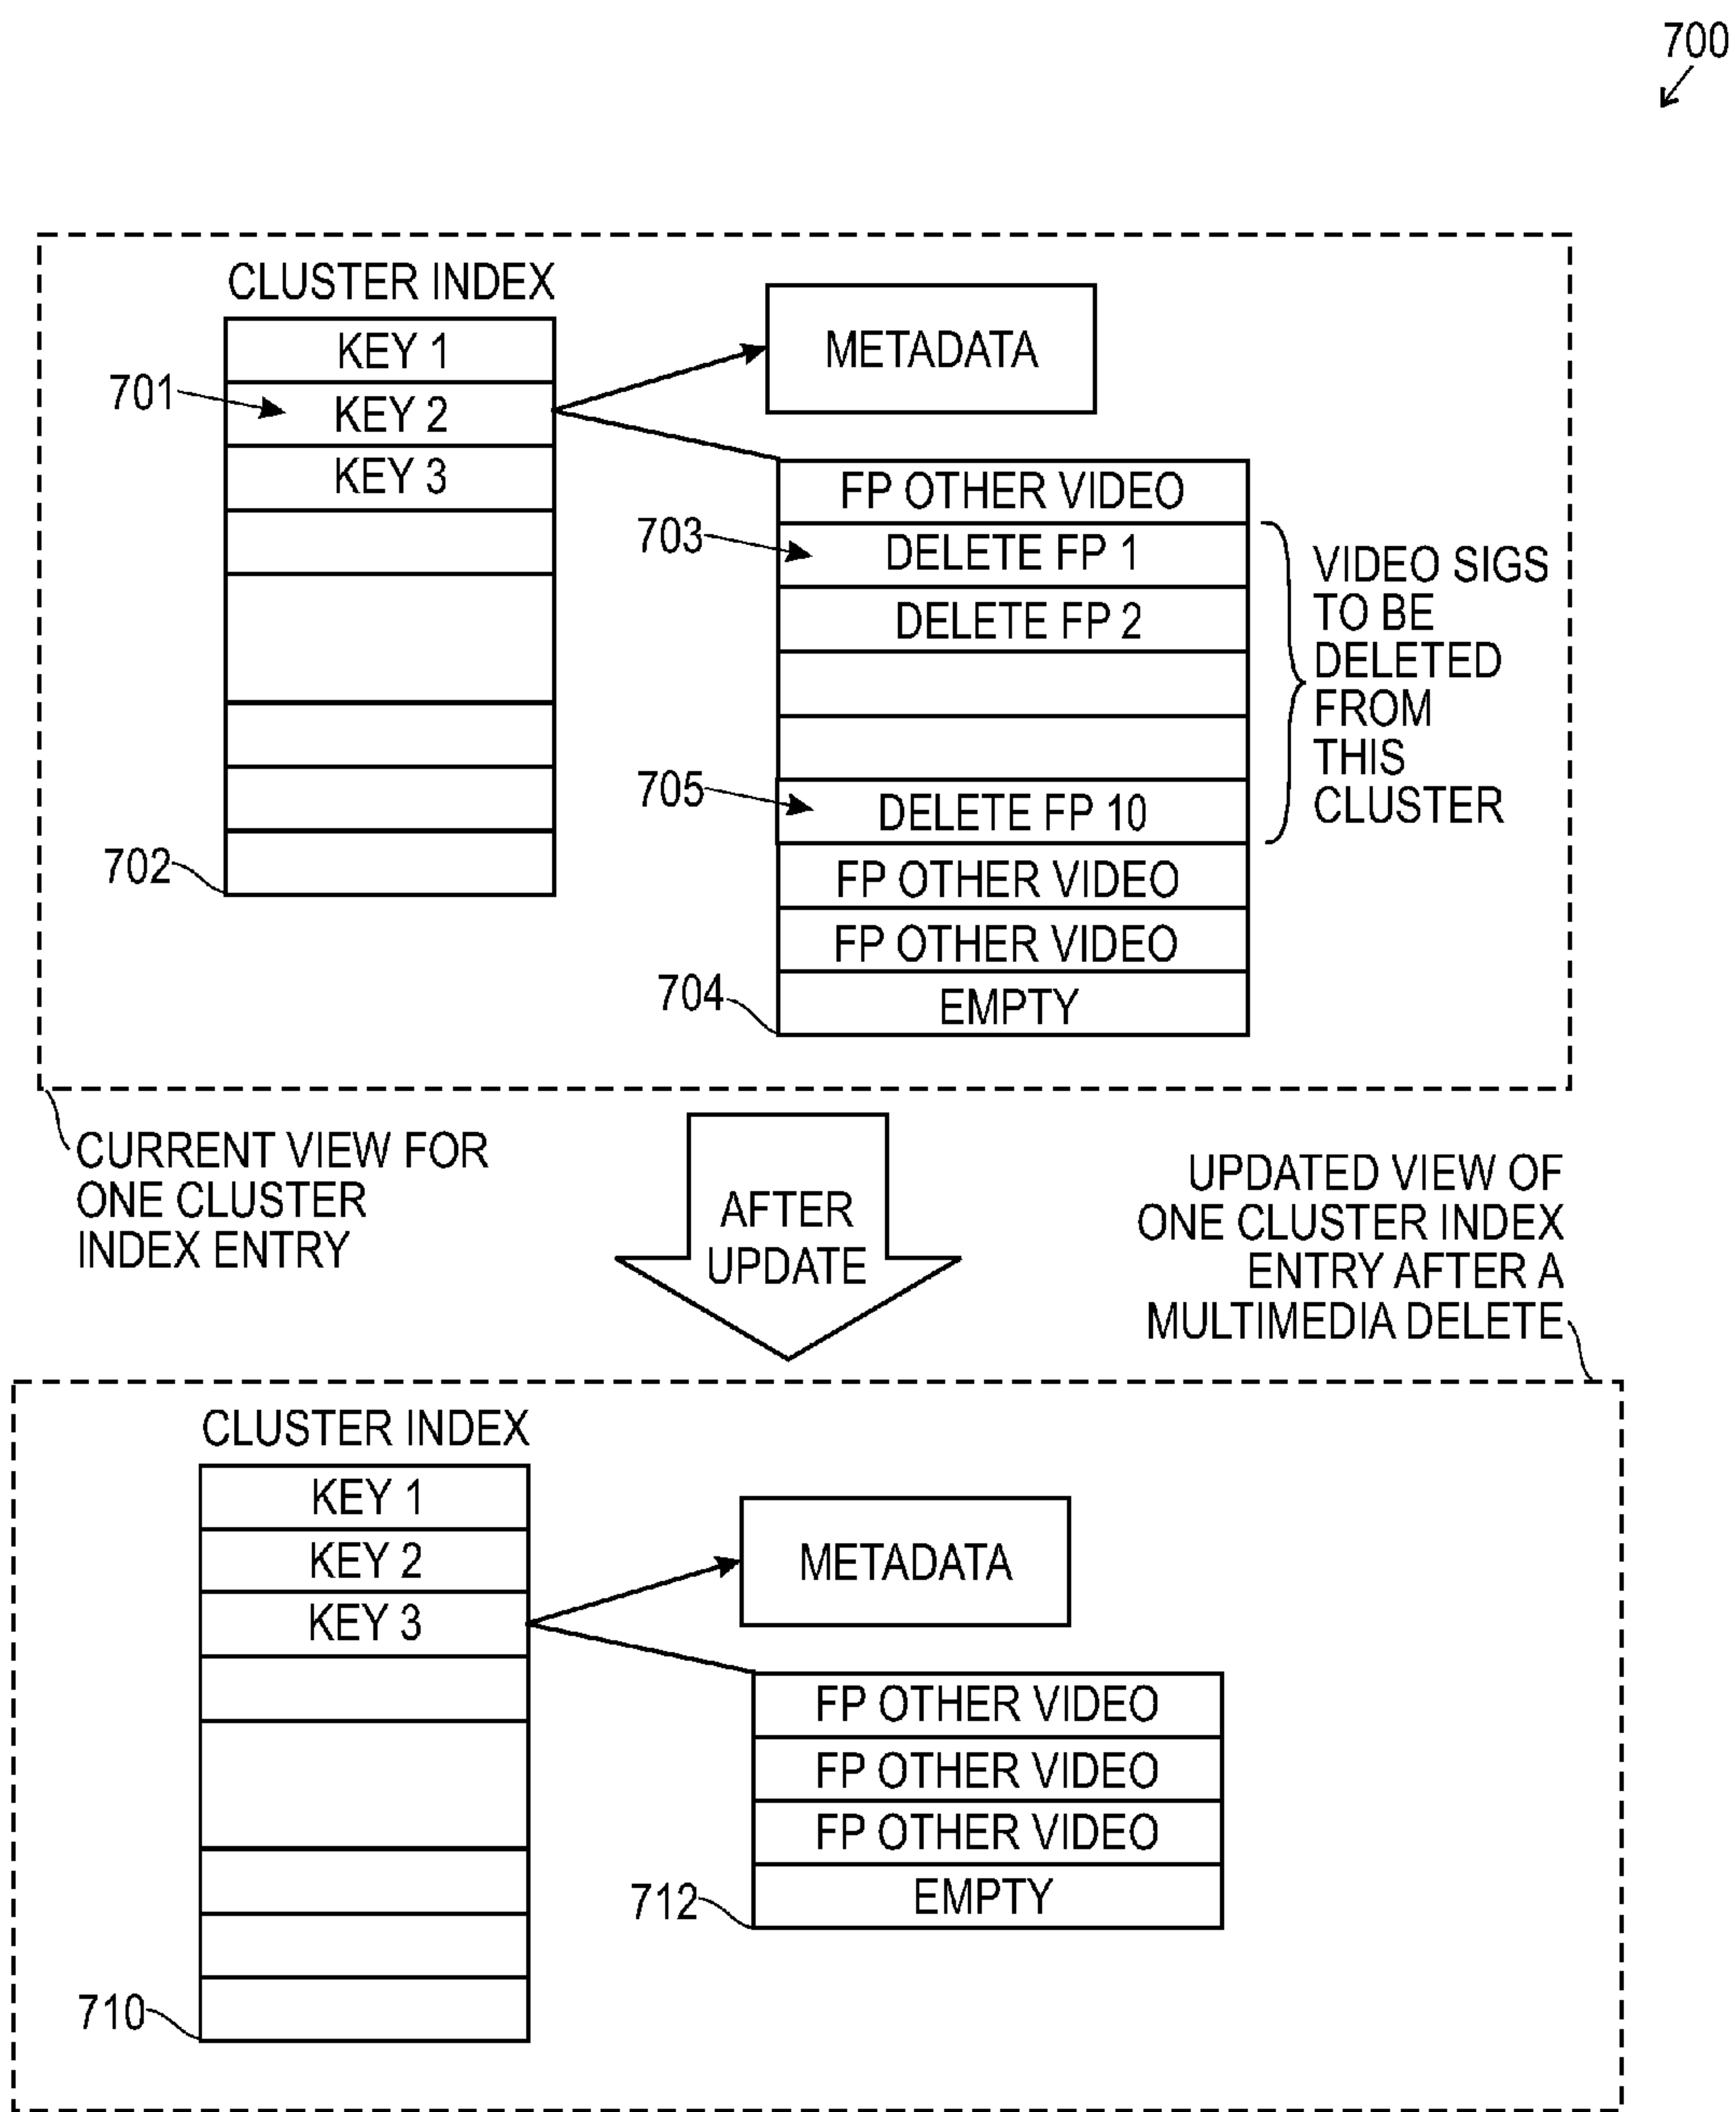 700
CLUSTER INDEX
KEY 1
701
KEY 2
KEY 3
702
METADATA
FP OTHER VIDEO
703
DELETE FP 1
DELETE FP 2
705
DELETE FP 10
FP OTHER VIDEO
FP OTHER VIDEO
704
EMPTY
VIDEO SIGS
TO BE
DELETED
FROM
THIS
CLUSTER
CURRENT VIEW FOR
ONE CLUSTER
INDEX ENTRY
AFTER
UPDATE
UPDATED VIEW OF
ONE CLUSTER INDEX
ENTRY AFTER A
MULTIMEDIA DELETE
CLUSTER INDEX
KEY 1
KEY 2
KEY 3
710
METADATA
FP OTHER VIDEO
FP OTHER VIDEO
FP OTHER VIDEO
712
EMPTY